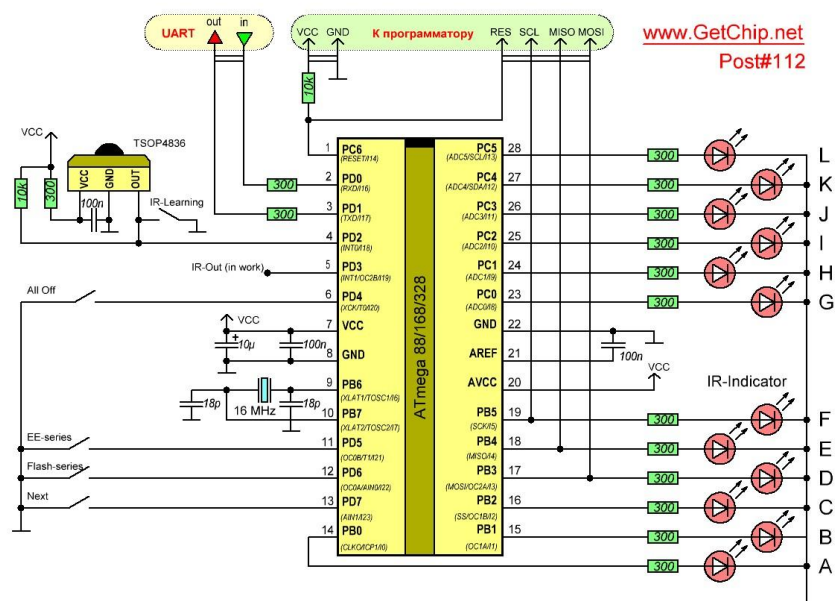 out in
UART
VCC GND К программатору RES SCL MISO MOSI
www.GetChip.net
Post#112
10k
VCC
TSOP4836
VCC GND OUT
10k 300
100n
IR-Learning
300
300
IR-Out (in work)
All Off
VCC
10µ 100n
18p 16 MHz 18p
EE-series
Flash-series
Next
ATmega 88/168/328
1 PC6
(RESET/I14)
2 PD0
(RXD/I16)
3 PD1
(TXD/I17)
4 PD2
(INT0/I18)
5 PD3
(INT1/OC2B/I19)
6 PD4
(XCK/T0/I20)
7 VCC
8 GND
9 PB6
(XLAT1/TOSC1/I6)
10 PB7
(XLAT2/TOSC2/I7)
11 PD5
(OC0B/T1/I21)
12 PD6
(OC0A/AIN0/I22)
13 PD7
(AIN1/I23)
14 PB0
(CLKO/ICP1/I0)
PC5 28 300 L
(ADC5/SCL/I13)
PC4 27 300 K
(ADC4/SDA/I12)
PC3 26 300 J
(ADC3/I11)
PC2 25 300 I
(ADC2/I10)
PC1 24 300 H
(ADC1/I9)
PC0 23 300 G
(ADC0/I8)
GND 22
AREF 21
100n
VCC
AVCC 20
IR-Indicator
PB5 19 300 F
(SCK/I5)
PB4 18 300 E
(MISO/I4)
PB3 17 300 D
(MOSI/OC2A/I3)
PB2 16 300 C
(SS/OC1B/I2)
PB1 15 300 B
(OC1A/I1)
300 A